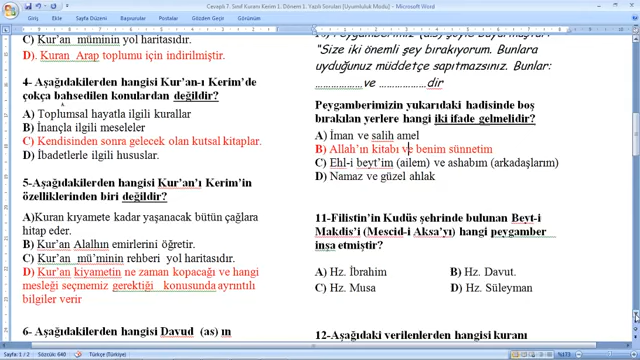 Cevaplı 7. Sınıf Kuranı Kerim 1. Dönem 1. Yazılı Soruları [Uyumluluk Modu] - Microsoft Word
Giriş
Ekle
Sayfa Düzeni
Başvurular
Postalar
Gözden Geçir
Görünüm
C) Kur'an müminin yol haritasıdır.
D). Kuran Arap toplumu için indirilmiştir.
4- Aşağıdakilerden hangisi Kur'an-ı Kerim'de
çokça bahsedilen konulardan değildir?
A) Toplumsal hayatla ilgili kurallar
B) İnançla ilgili meseleler
C) Kendisinden sonra gelecek olan kutsal kitaplar.
D) İbadetlerle ilgili hususlar.
5-Aşağıdakilerden hangisi Kur'an'ı Kerim'in
özelliklerinden biri değildir?
A)Kuran kıyamete kadar yaşanacak bütün çağlara
hitap eder.
B) Kur'an Alalhın emirlerini öğretir.
C) Kur'an mü'minin rehberi yol haritasıdır.
D) Kur'an kiyametin ne zaman kopacağı ve hangi
mesleği seçmemiz gerektiği konusunda ayrıntılı
bilgiler verir
6- Aşağıdakilerden hangisi Davud (as) ın
"Size iki önemli şey bırakıyorum. Bunlara
uyduğunuz müddetçe sapıtmazsınız. Bunlar:
………………ve ………………dir
Peygamberimizin yukarıdaki hadisinde boş
bırakılan yerlere hangi iki ifade gelmelidir?
A) İman ve salih amel
B) Allah'ın kitabı ve benim sünnetim
C) Ehl-i beyt'im (ailem) ve ashabım (arkadaşlarım)
D) Namaz ve güzel ahlak
11-Filistin'in Kudüs şehrinde bulunan Beyt-i
Makdis'i (Mescid-i Aksa'yı) hangi peygamber
inşa etmiştir?
A) Hz. İbrahim B) Hz. Davut.
C) Hz. Musa D) Hz. Süleyman
12-Aşağıdaki verilenlerden hangisi kuranı
Sayfa: 1 / 2
Sözcük: 640
Türkçe (Türkiye)
%173